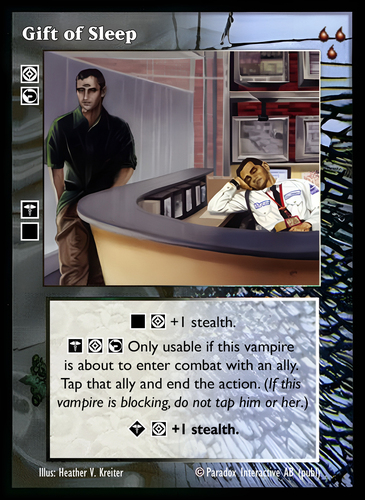 Gift of Sleep
+1 stealth.
Only usable if this vampire
is about to enter combat with an ally.
Tap that ally and end the action. (If this
vampire is blocking, do not tap him or her.)
+1 stealth.
Illus: Heather V. Kreiter © Paradox Interactive AB (publ)